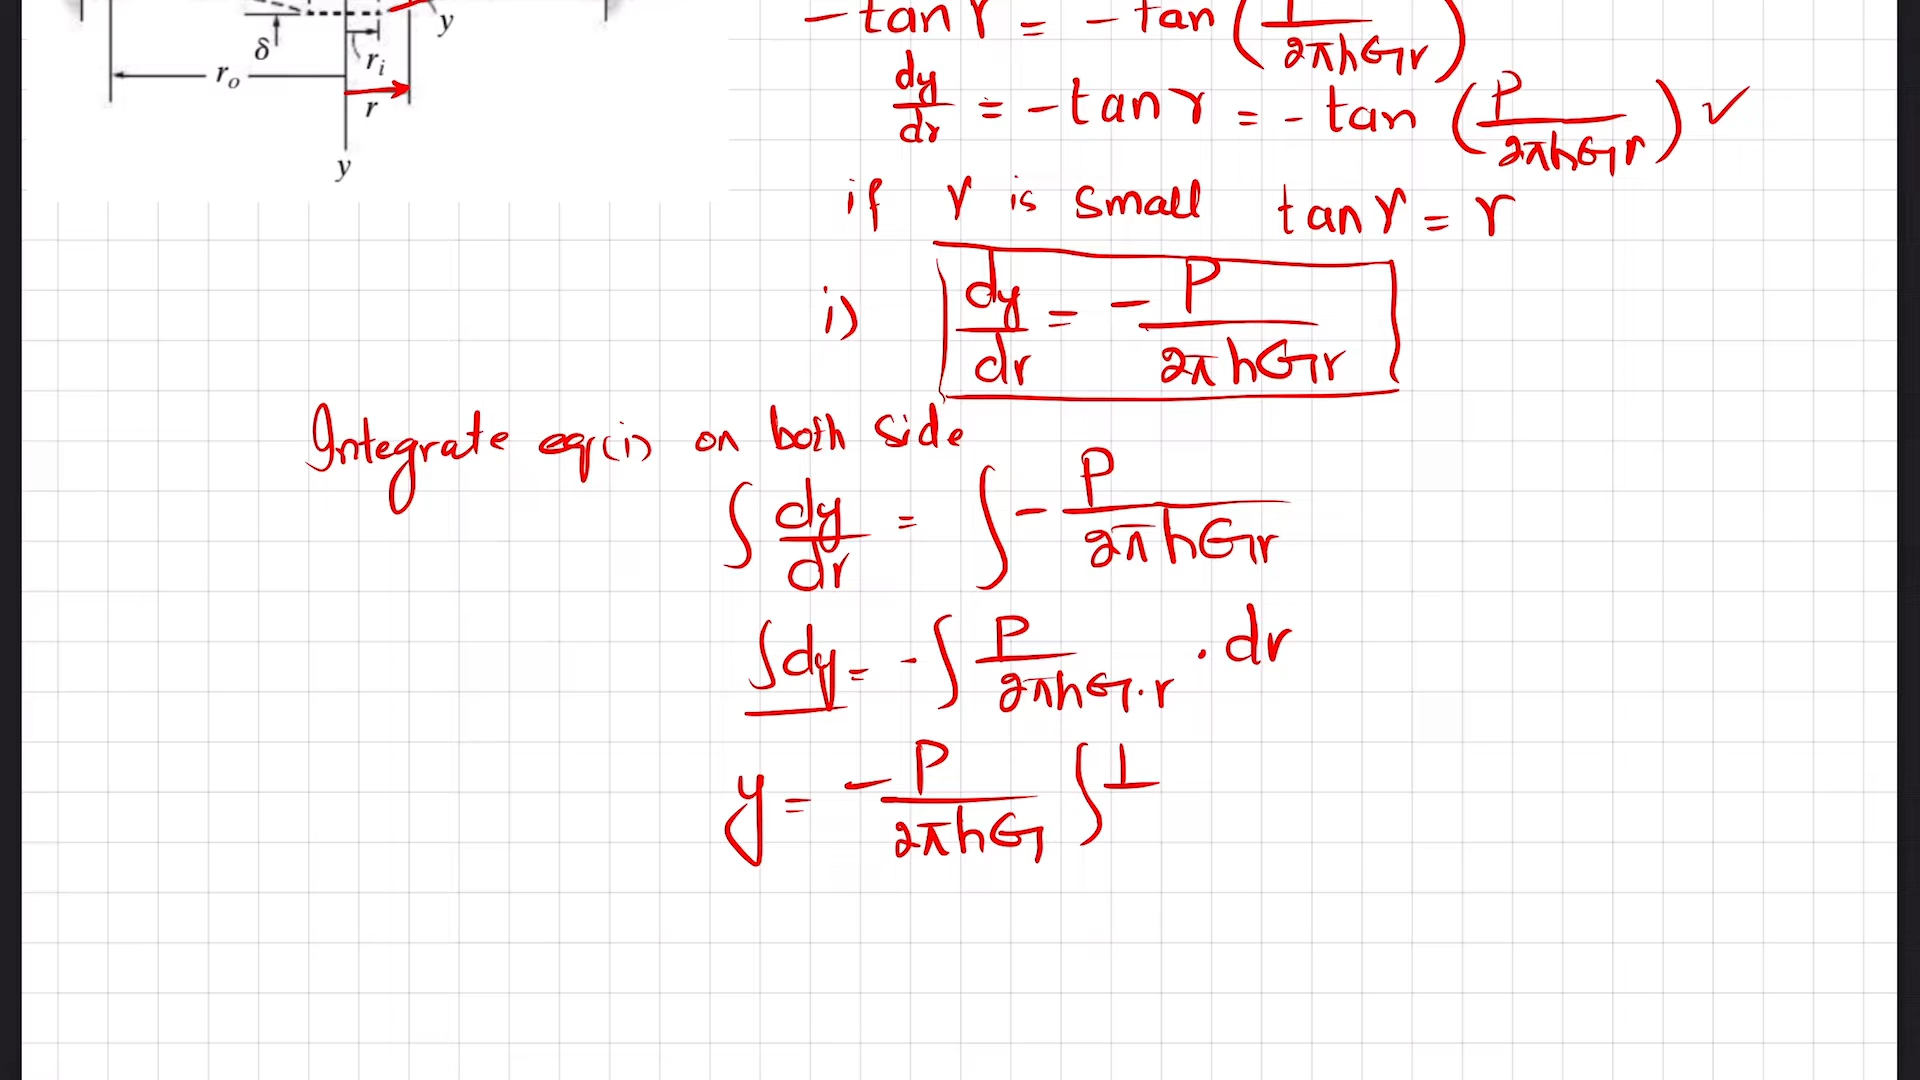 δ
r_i
y
r_o
r
y
-tan γ = -tan (1/2πhGr)
dy/dr = -tan γ = -tan (P/2πhGr) ✓
if γ is small tan γ = γ
i) dy/dr = -P/2πhGr
Integrate eq(i) on both side
∫ dy/dr = ∫ -P/2πhGr
∫dy = -∫ P/2πhG·r · dr
y = -P/2πhG ∫ 1